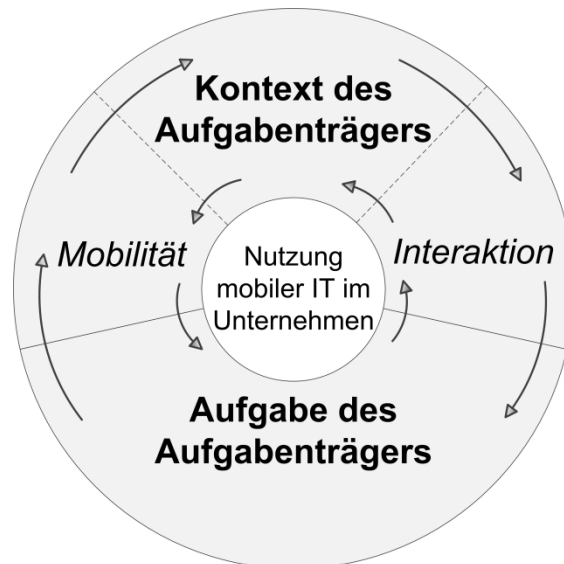 Kontext des
Aufgabenträgers
Mobilität
Nutzung
mobiler IT im
Unternehmen
Interaktion
Aufgabe des
Aufgabenträgers